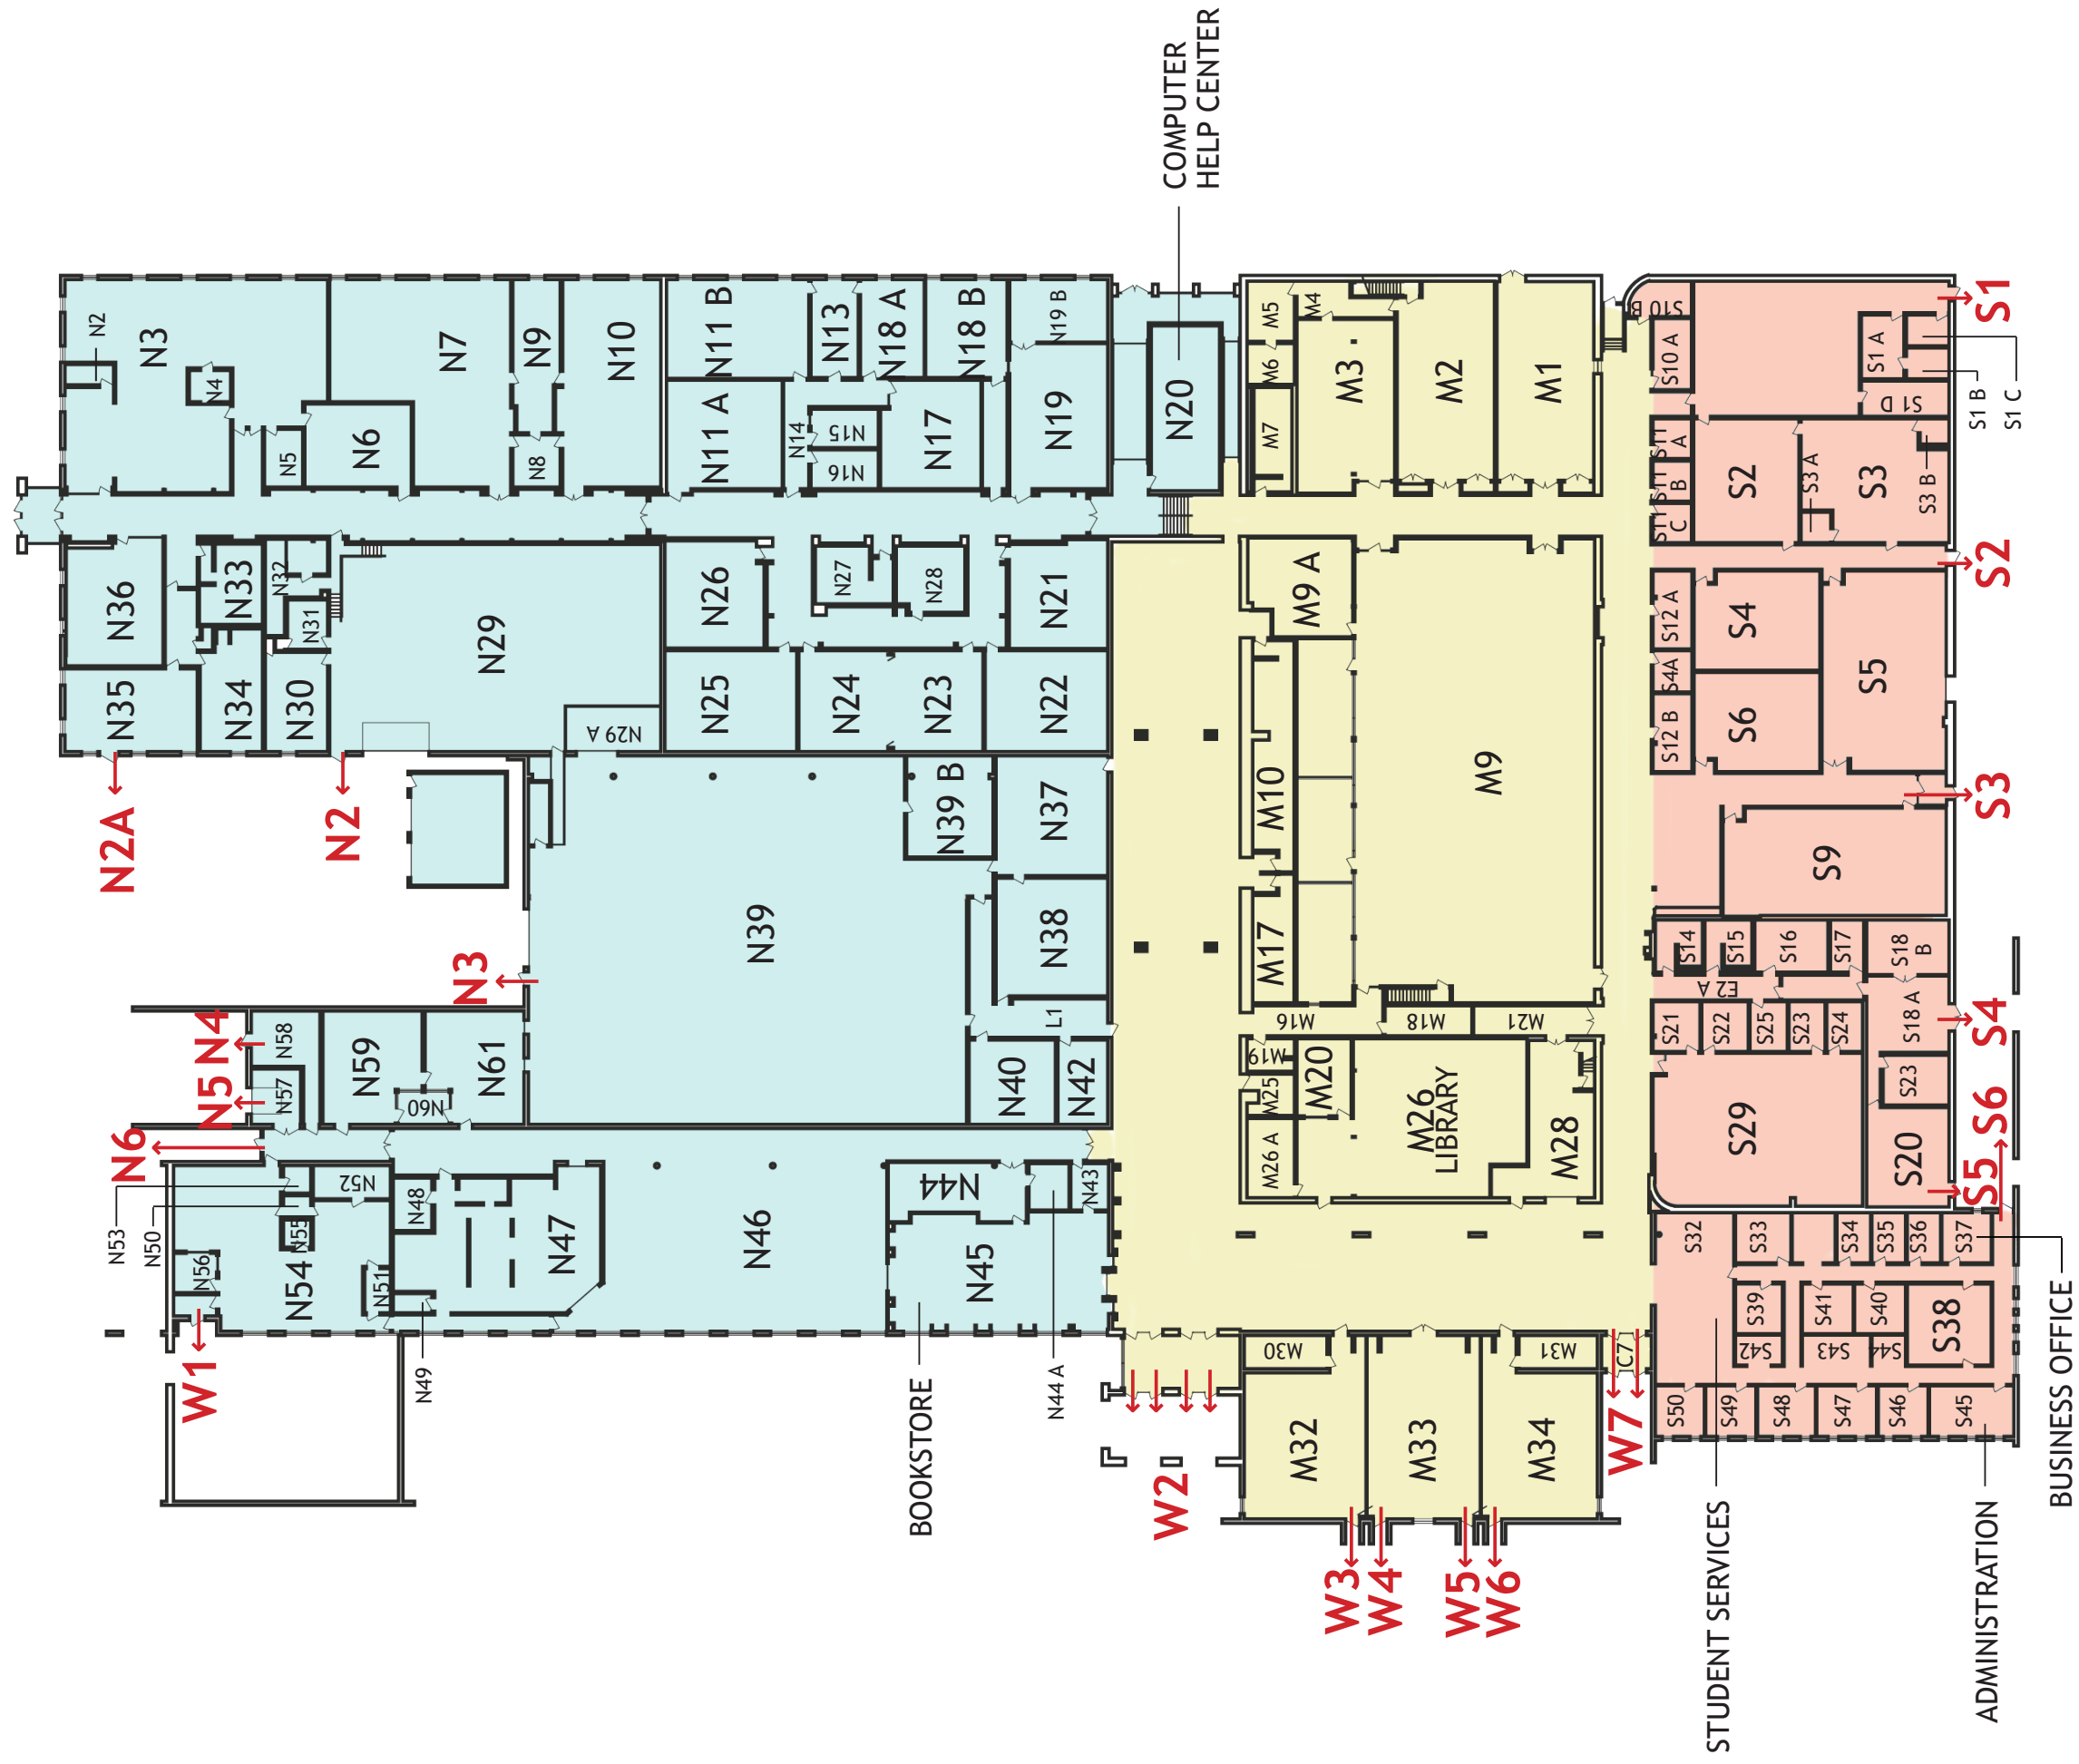 COMPUTER
HELP CENTER
N2
N3
N4
N5
N6
N7
N8
N9
N10
N11 B
N11 A
N13
N14
N15
N16
N17
N18 A
N18 B
N19 B
N19
N20
M5
M4
M6
M7
M3
M2
M1
S10 B
S10 A
S1 A
S1 D
S1 B
S1 C
S1
S11
A
S11
B
S11
C
S2
S3 A
S3
S3 B
S2
N36
N33
N32
N31
N35
N34
N30
N29
N29 A
N26
N27
N28
N21
N25
N24
N23
N22
M9 A
M9
M10
M17
S12 A
S4A
S12 B
S4
S6
S5
S3
S9
N2A
N2
N3
N39
N39 B
N37
N38
L1
N40
N42
N4
N5
N6
N58
N57
N59
N60
N61
M16
M18
M21
M19
M20
M25
M26 A
M26
LIBRARY
M28
S14
S15
S16
S17
S18
B
E2 A
S18 A
S21
S22
S25
S23
S24
S23
S29
S20
S4
S6
S5
N53
N50
N52
N55
N56
N54
N51
N48
N47
N49
N46
N44
N43
N45
N44 A
BOOKSTORE
W1
W2
M30
M31
M32
M33
M34
C7
W7
W3
W4
W5
W6
S32
S33
S34
S35
S36
S37
S39
S41
S40
S38
S42
S43
S44
S50
S49
S48
S47
S46
S45
STUDENT SERVICES
ADMINISTRATION
BUSINESS OFFICE